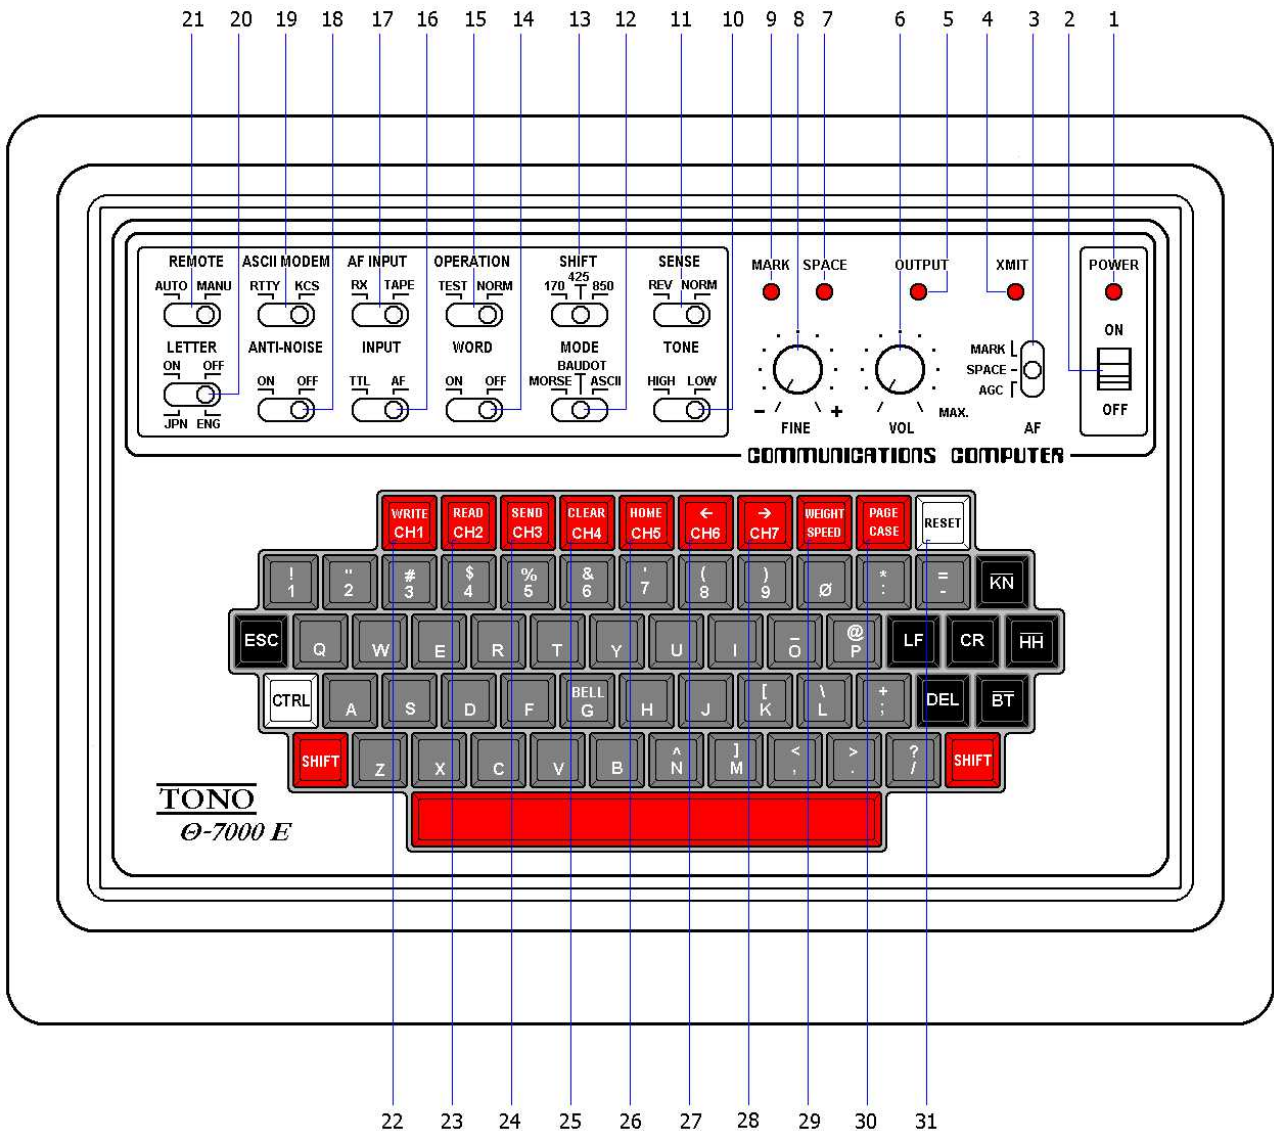 21 20 19 18 17 16 15 14 13 12 11 10 9 8 7 6 5 4 3 2 1
REMOTE ASCII MODEM AF INPUT OPERATION SHIFT SENSE MARK SPACE OUTPUT XMIT POWER
425
AUTO MANU RTTY KCS RX TAPE TEST NORM 170 850 REV NORM
ON
LETTER ANTI-NOISE INPUT WORD MODE TONE MARK
BAUDOT
ON OFF SPACE
ON OFF TTL AF ON OFF MORSE ASCII HIGH LOW
AGC
JPN ENG - + MAX. OFF
FINE VOL AF
COMMUNICATIONS COMPUTER
WRITE READ SEND CLEAR HOME ← → WEIGHT PAGE
CH1 CH2 CH3 CH4 CH5 CH6 CH7 SPEED CASE RESET
! " # $ % & ' ( ) * =
1 2 3 4 5 6 7 8 9 Ø : - K̅N̅
ESC Q W E R T Y U I O̅ @ P LF CR H̅H̅
CTRL A S D F BELL G H J [ K \ L + ; DEL B̅T̅
SHIFT Z X C V B ^ N ] M < , > . ? / SHIFT
TONO
Θ-7000 E
22 23 24 25 26 27 28 29 30 31